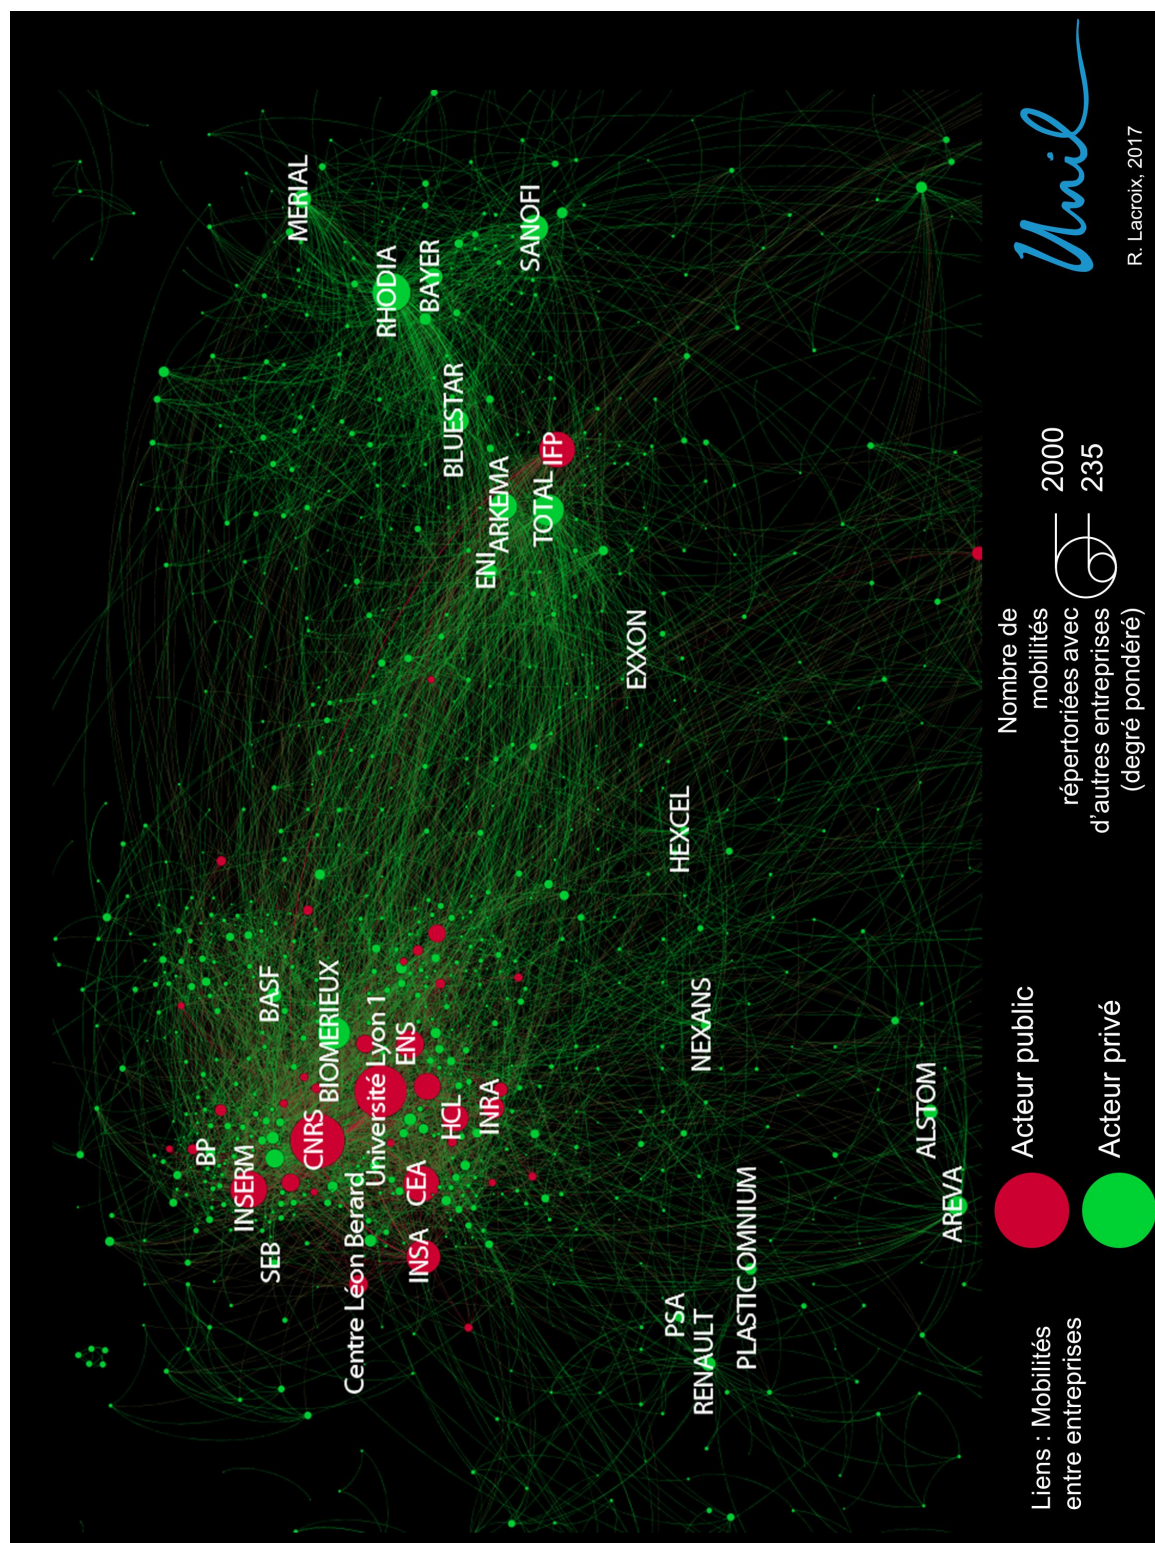 MERIAL
RHODIA
BAYER
SANOFI
BLUESTAR
ARKEMA
ENI
TOTAL
IFP
EXXON
HEXCEL
BASF
BIOMERIEUX
Université Lyon 1
ENS
NEXANS
CNRS
HCL
INRA
BP
INSERM
CEA
SEB
Centre Léon Berard
INSA
ALSTOM
AREVA
PLASTIC OMNIUM
PSA
RENAULT
Liens : Mobilités
entre entreprises
Acteur public
Acteur privé
Nombre de
mobilités
répertoriées avec
d'autres entreprises
(degré pondéré)
2000
235
Unil
R. Lacroix, 2017